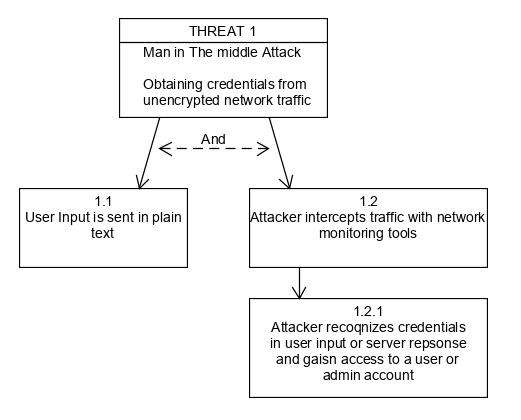 THREAT 1
Man in The middle Attack
Obtaining credentials from
unencrypted network traffic
And
1.1
User Input is sent in plain
text
1.2
Attacker intercepts traffic with network
monitoring tools
1.2.1
Attacker recoqnizes credentials
in user input or server repsonse
and gaisn access to a user or
admin account